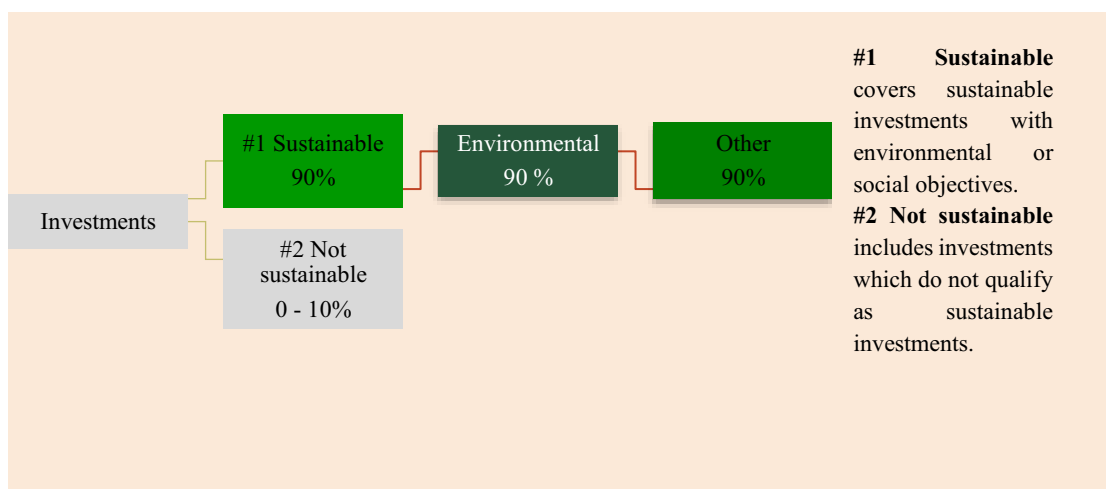 Investments
#1 Sustainable
90%
#2 Not
sustainable
0 - 10%
Environmental
90 %
Other
90%
#1 Sustainable
covers sustainable
investments with
environmental or
social objectives.
#2 Not sustainable
includes investments
which do not qualify
as sustainable
investments.